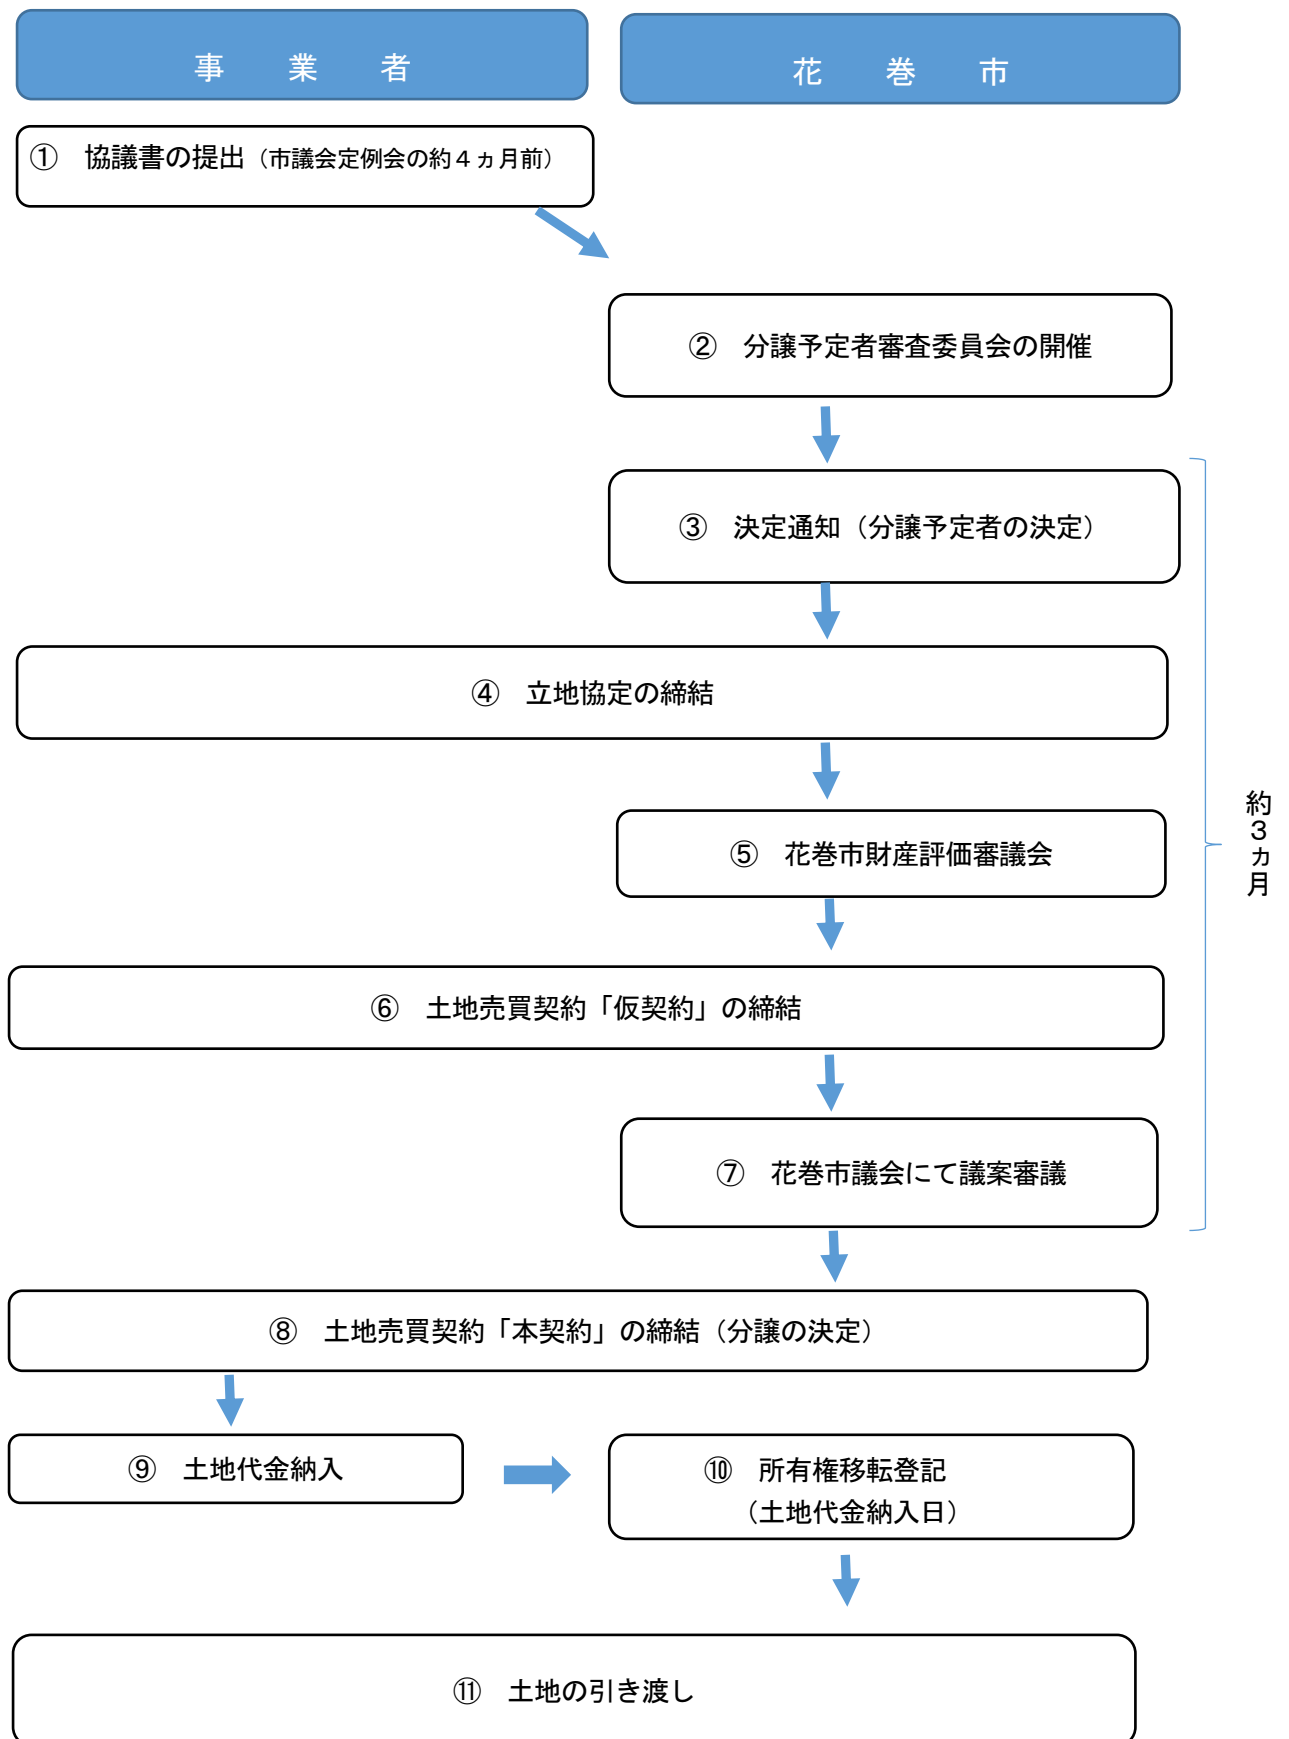 事　業　者
花　巻　市
①　協議書の提出（市議会定例会の約４ヵ月前）
②　分譲予定者審査委員会の開催
③　決定通知（分譲予定者の決定）
④　立地協定の締結
⑤　花巻市財産評価審議会
約３ヵ月
⑥　土地売買契約「仮契約」の締結
⑦　花巻市議会にて議案審議
⑧　土地売買契約「本契約」の締結（分譲の決定）
⑨　土地代金納入
⑩　所有権移転登記
（土地代金納入日）
⑪　土地の引き渡し